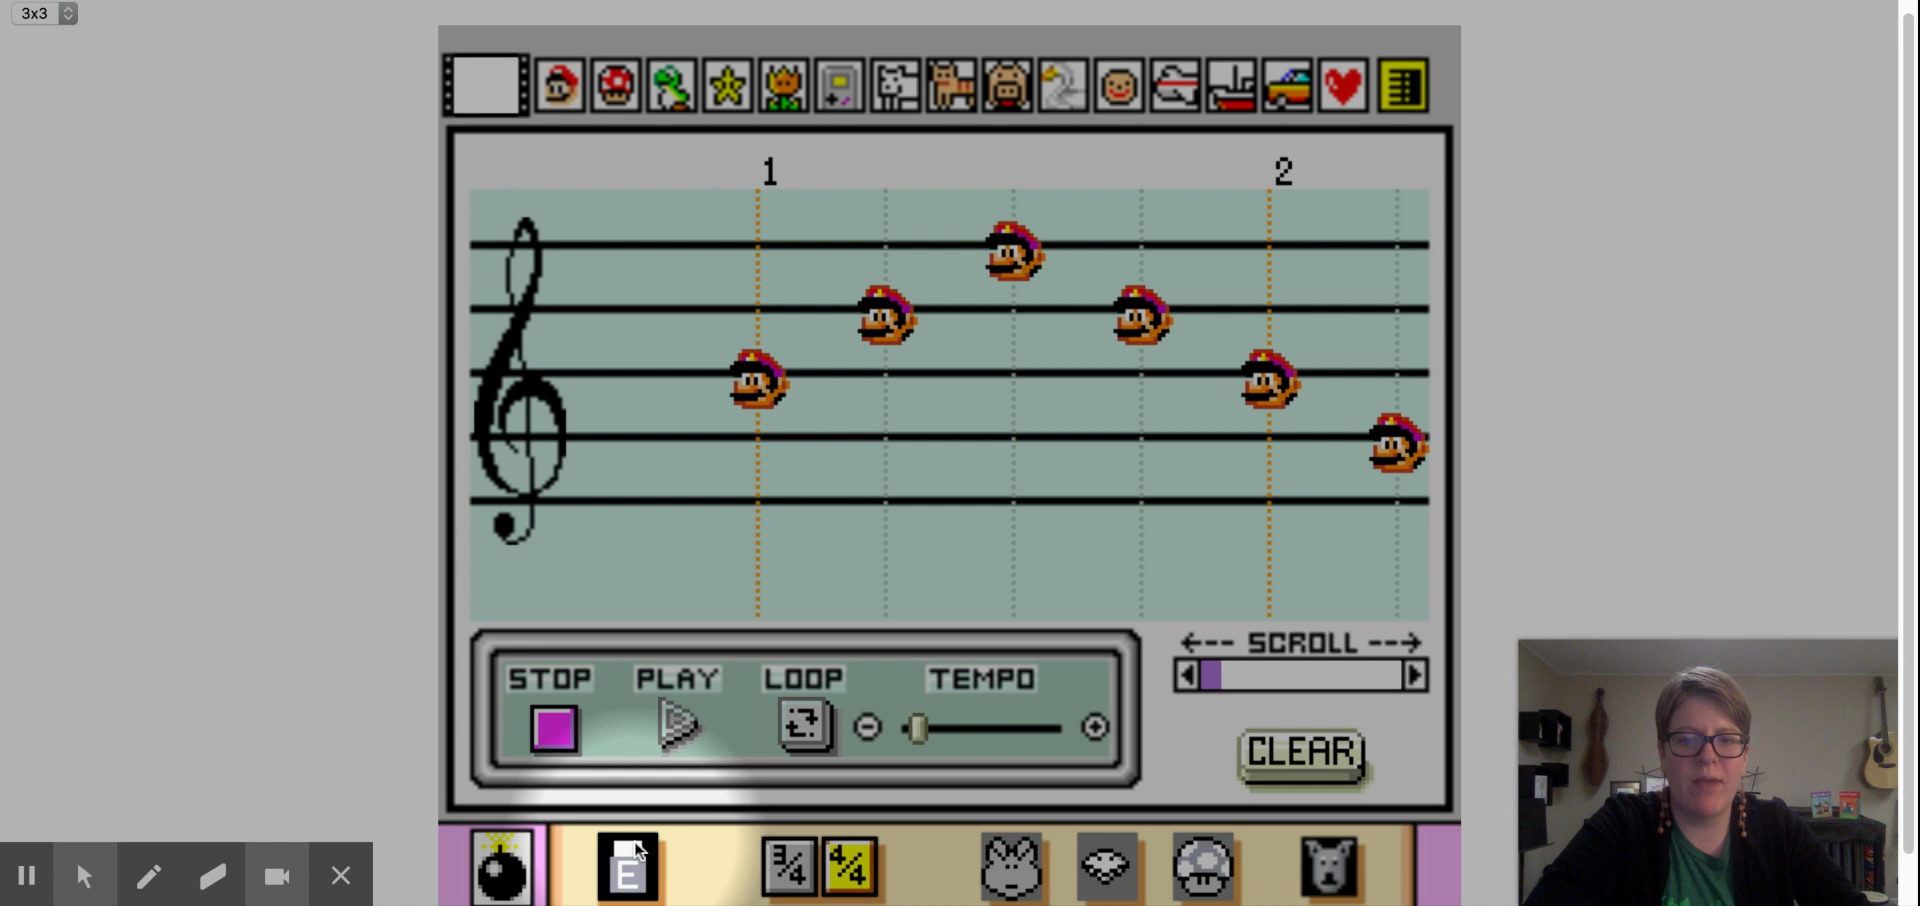 3x3
1
2
STOP PLAY LOOP TEMPO
<--- SCROLL --->
CLEAR
E
3/4 4/4